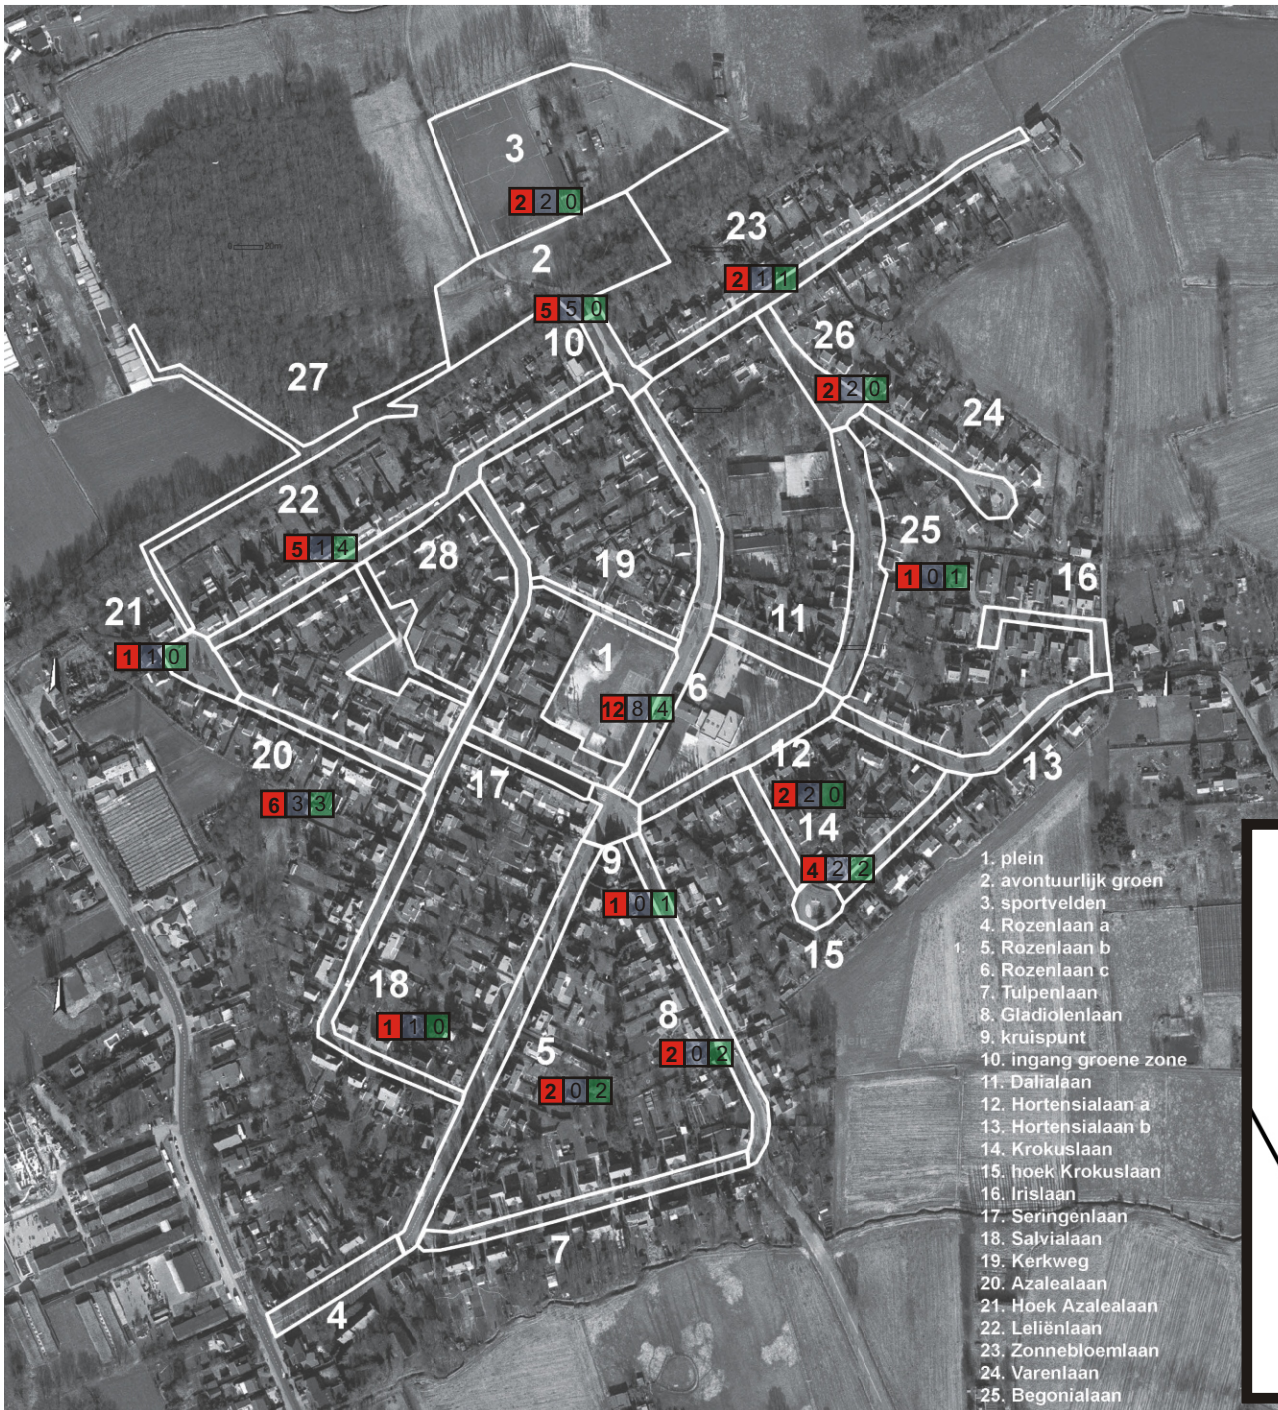 3
2 2 0
23
2
2 1 1
5 5 0
10
26
27
2 2 0
24
22
25
5 1 4
28
19
1 0 1
16
21
11
1 1 0
1
6
12 8 4
20
12
13
17
6 3 3
2 2 0
14
9
4 2 2
1 0 1
15
18
1 1 0
8
5
2 0 2
2 0 2
7
4
1. plein
2. avontuurlijk groen
3. sportvelden
4. Rozenlaan a
1. 5. Rozenlaan b
6. Rozenlaan c
7. Tulpenlaan
8. Gladiolenlaan
9. kruispunt
10. ingang groene zone
11. Dalialaan
12. Hortensialaan a
13. Hortensialaan b
14. Krokuslaan
15. hoek Krokuslaan
16. Irislaan
17. Seringenlaan
18. Salvialaan
19. Kerkweg
20. Azalealaan
21. Hoek Azalealaan
22. Leliënlaan
23. Zonnebloemlaan
24. Varenlaan
25. Begonialaan